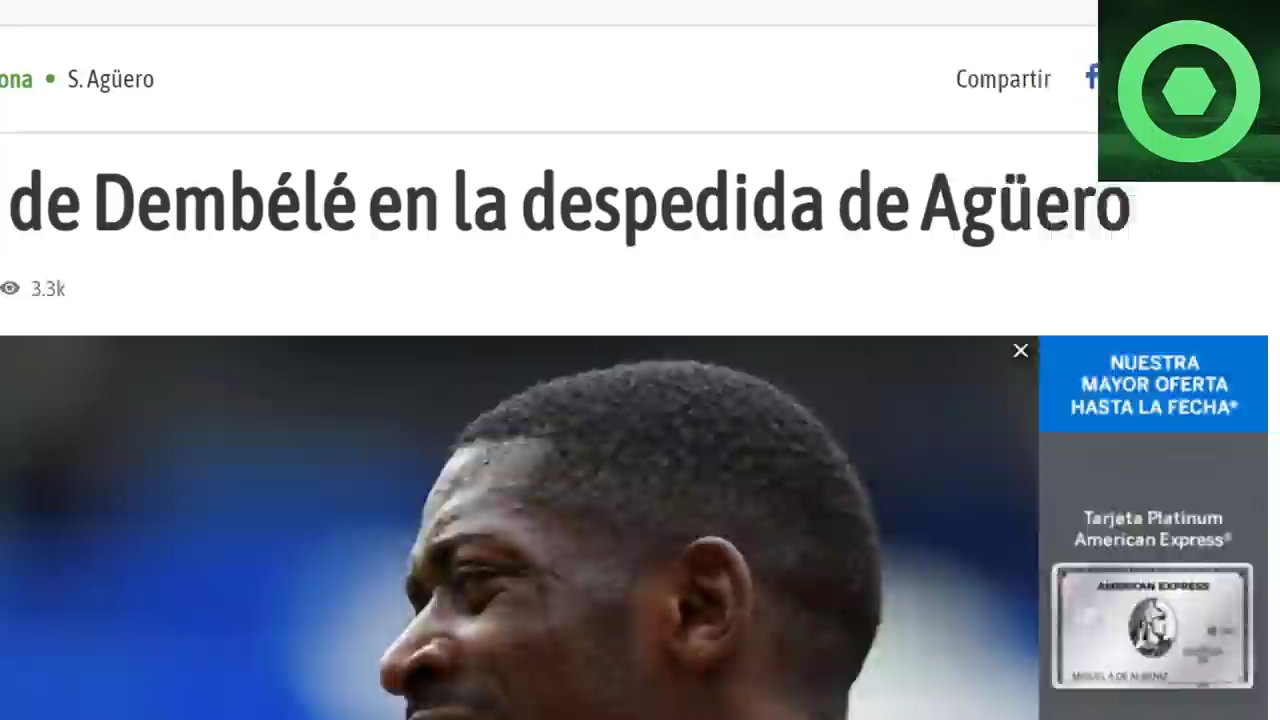 ona • S. Agüero
Compartir
de Dembélé en la despedida de Agüero
3.3k
NUESTRA
MAYOR OFERTA
HASTA LA FECHA*
Tarjeta Platinum
American Express®
AMERICAN EXPRESS